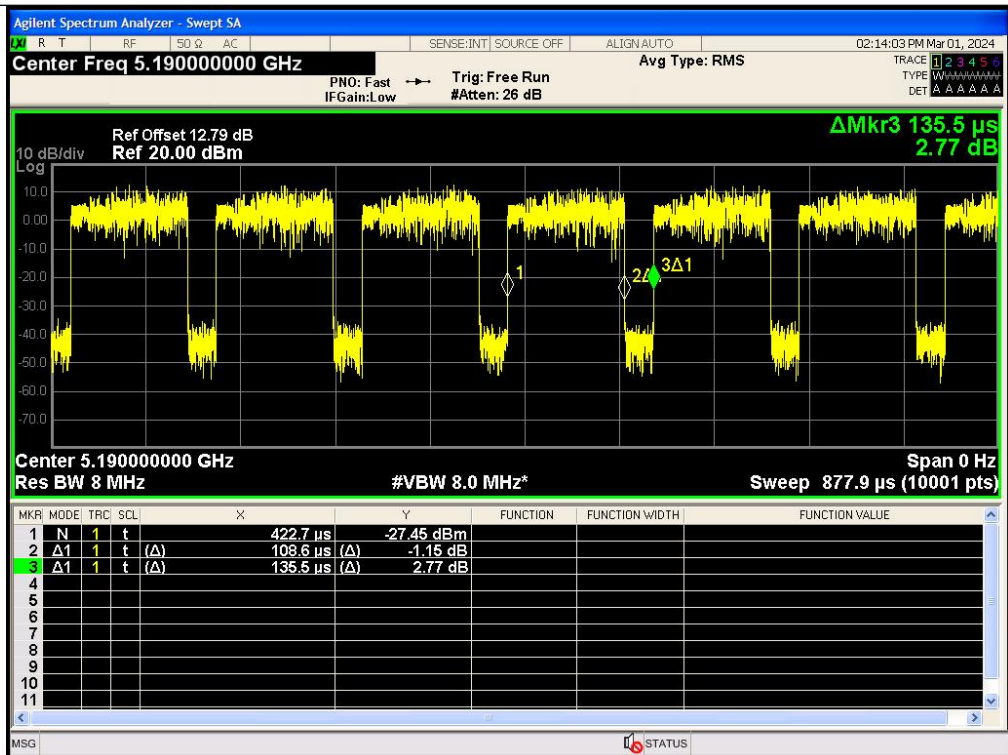 Agilent Spectrum Analyzer - Swept SA
LXI R T RF 50 Ω AC SENSE:INT SOURCE OFF ALIGN AUTO 02:14:03 PM Mar 01, 2024
Center Freq 5.190000000 GHz Avg Type: RMS TRACE 1 2 3 4 5 6
PNO: Fast Trig: Free Run TYPE WWWWWW
IFGain:Low #Atten: 26 dB DET A A A A A A
ΔMkr3 135.5 µs
Ref Offset 12.79 dB
10 dB/div Ref 20.00 dBm 2.77 dB
Log
10.0
0.00
-10.0
-20.0
1
3Δ1
-30.0
-40.0
-50.0
-60.0
-70.0
Center 5.190000000 GHz Span 0 Hz
Res BW 8 MHz #VBW 8.0 MHz* Sweep 877.9 µs (10001 pts)
MKR MODE TRC SCL X Y FUNCTION FUNCTION WIDTH FUNCTION VALUE
1 N 1 t 422.7 µs -27.45 dBm
2 Δ1 1 t (Δ) 108.6 µs (Δ) -1.15 dB
3 Δ1 1 t (Δ) 135.5 µs (Δ) 2.77 dB
4
5
6
7
8
9
10
11
MSG STATUS